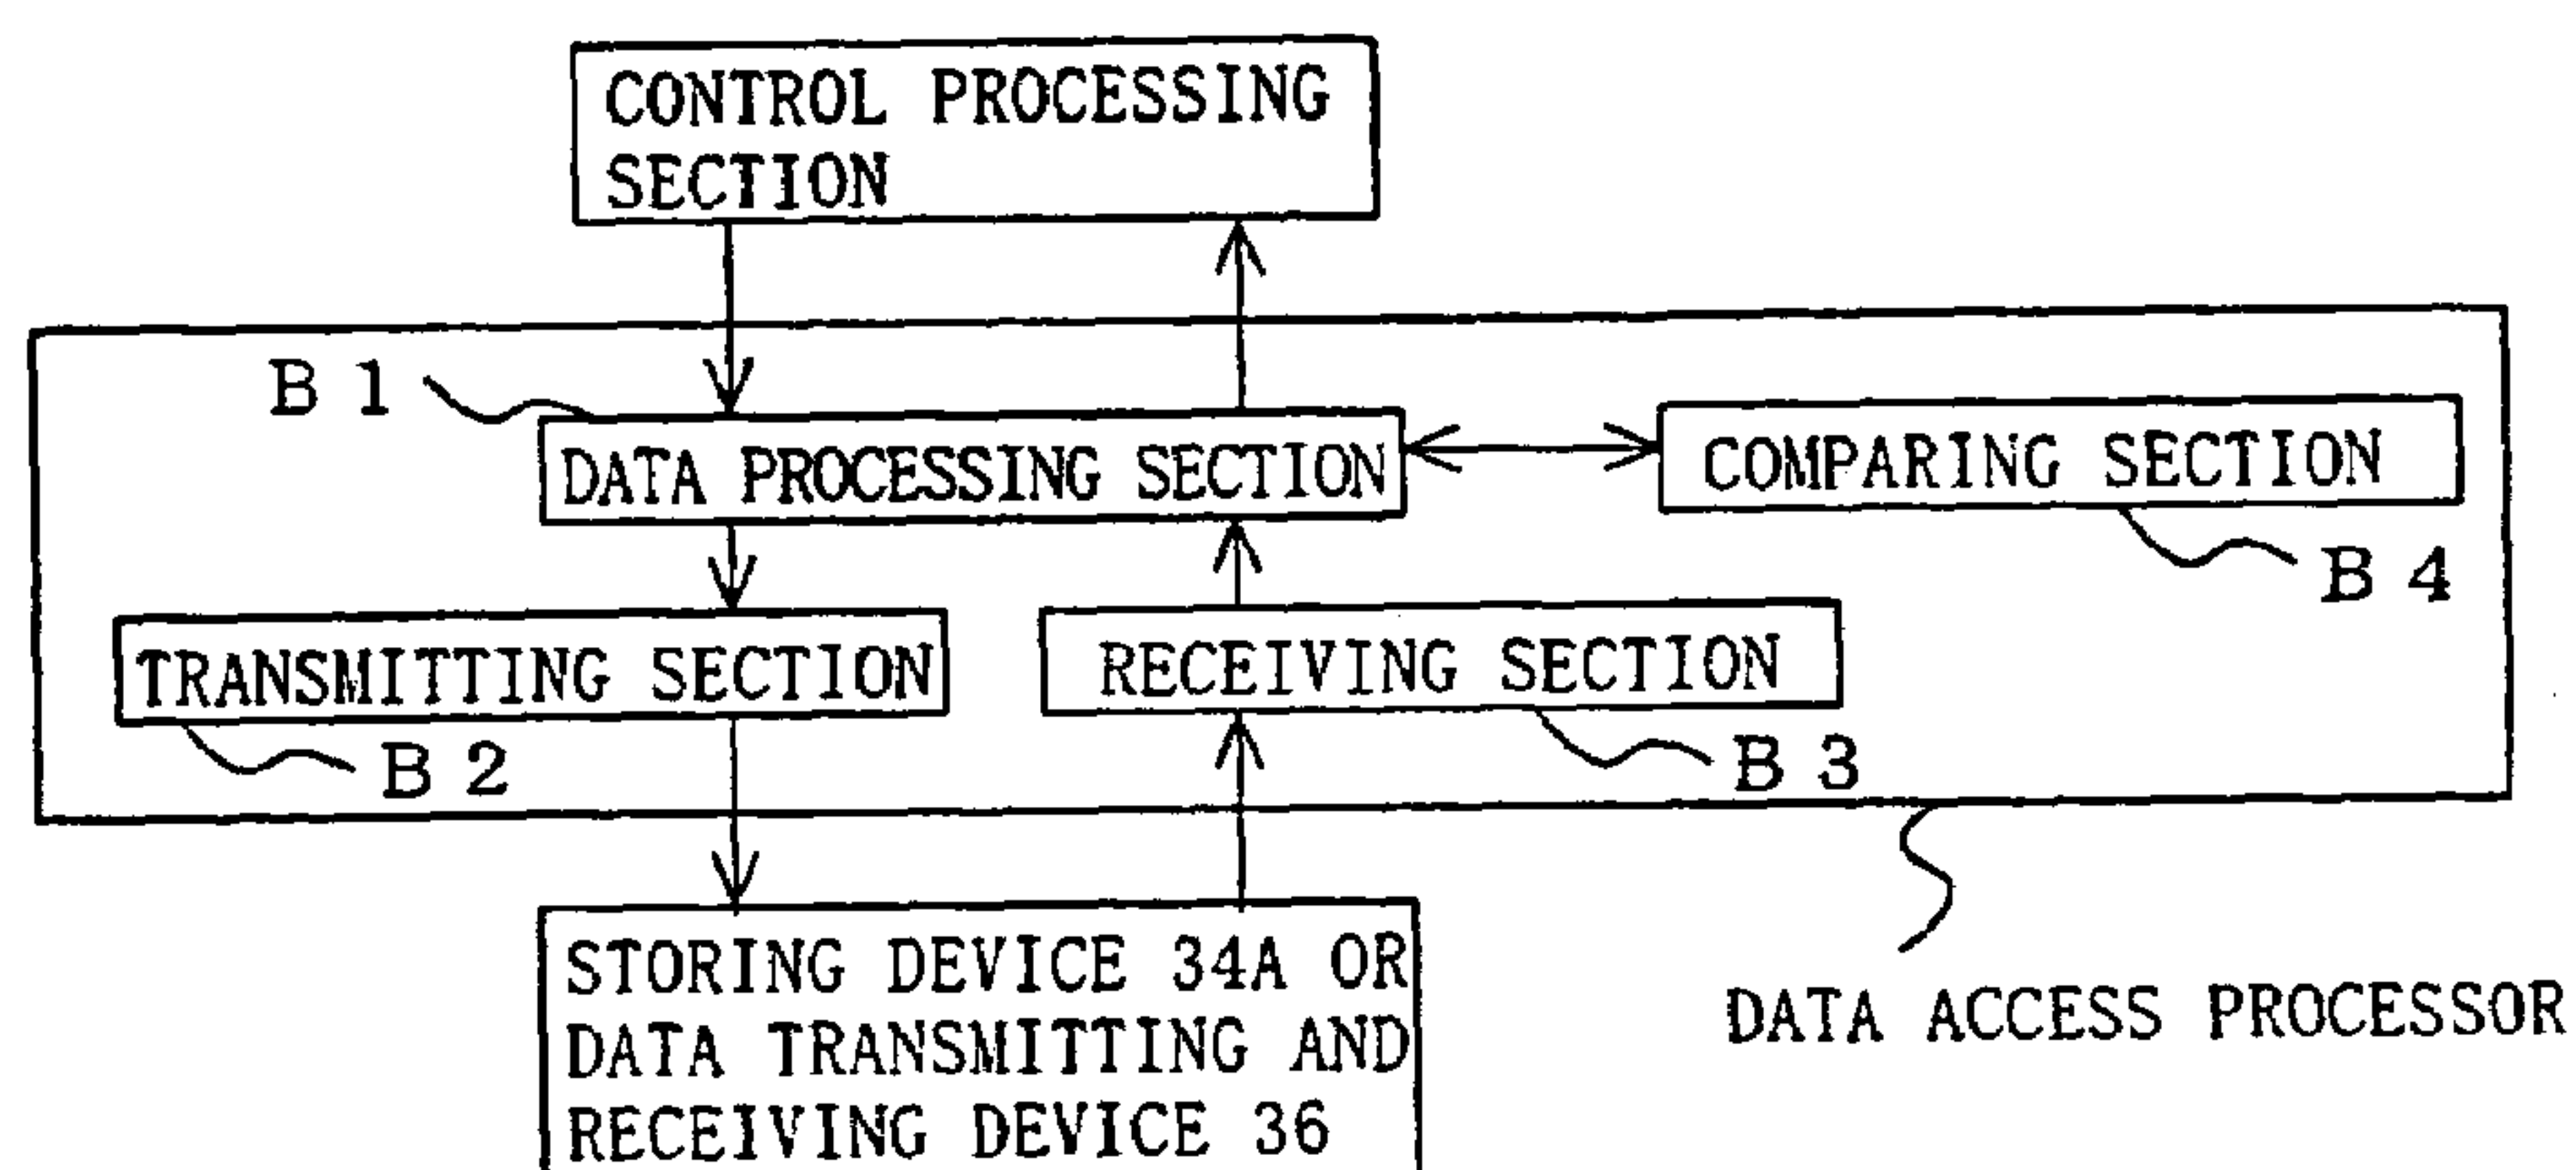 CONTROL PROCESSING
SECTION
B 1
DATA PROCESSING SECTION
COMPARING SECTION
B 4
TRANSMITTING SECTION
RECEIVING SECTION
B 2
B 3
STORING DEVICE 34A OR
DATA TRANSMITTING AND
RECEIVING DEVICE 36
DATA ACCESS PROCESSOR